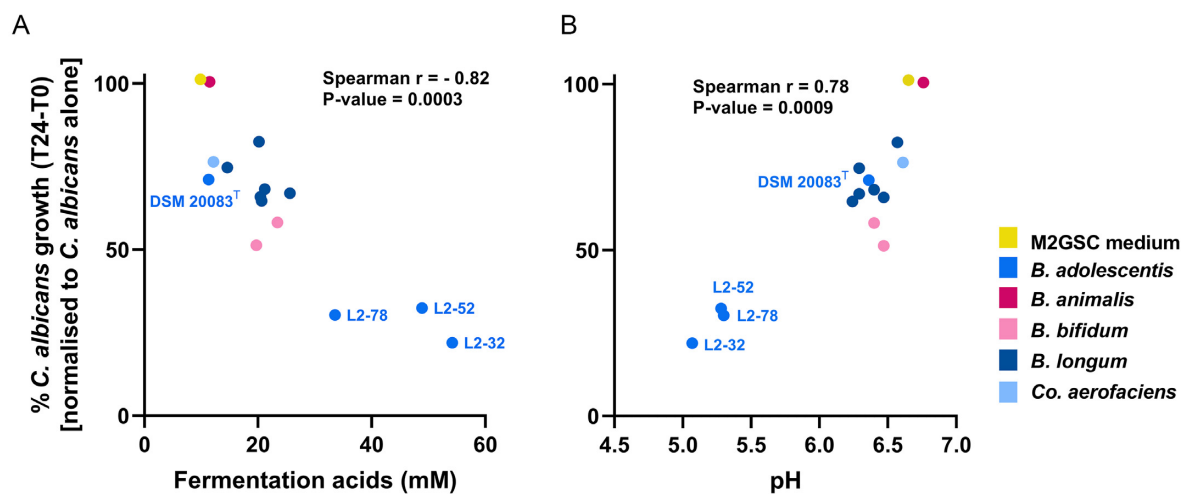 A
B
% C. albicans growth (T24-T0)
[normalised to C. albicans alone]
100
50
0
0
20
40
60
Fermentation acids (mM)
Spearman r = - 0.82
P-value = 0.0003
DSM 20083T
L2-78
L2-52
L2-32
100
50
0
4.5
5.0
5.5
6.0
6.5
7.0
pH
Spearman r = 0.78
P-value = 0.0009
DSM 20083T
L2-52
L2-78
L2-32
M2GSC medium
B. adolescentis
B. animalis
B. bifidum
B. longum
Co. aerofaciens